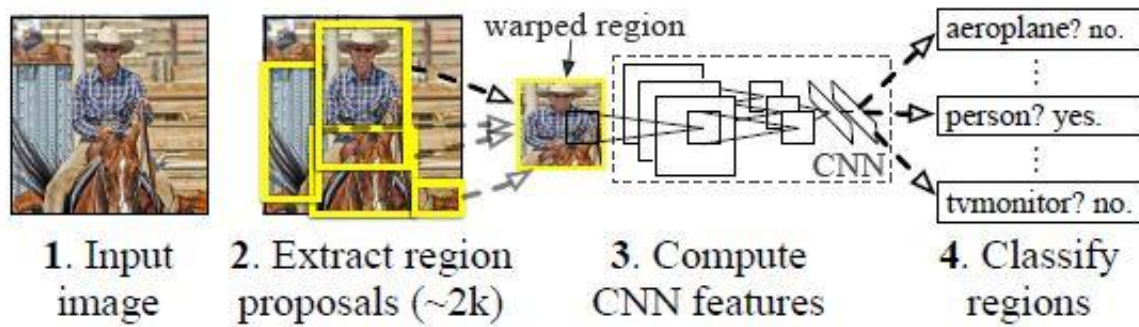 warped region
aeroplane? no.
person? yes.
tvmonitor? no.
CNN
1. Input
image
2. Extract region
proposals (~2k)
3. Compute
CNN features
4. Classify
regions